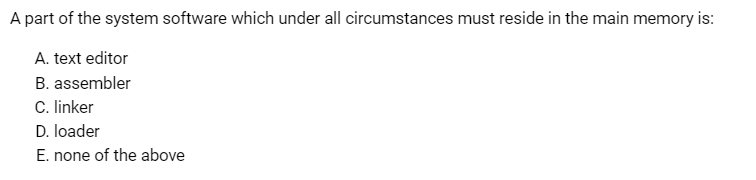 A part of the system software which under all circumstances must reside in the main memory is:
A. text editor
B. assembler
C. linker
D. loader
E. none of the above